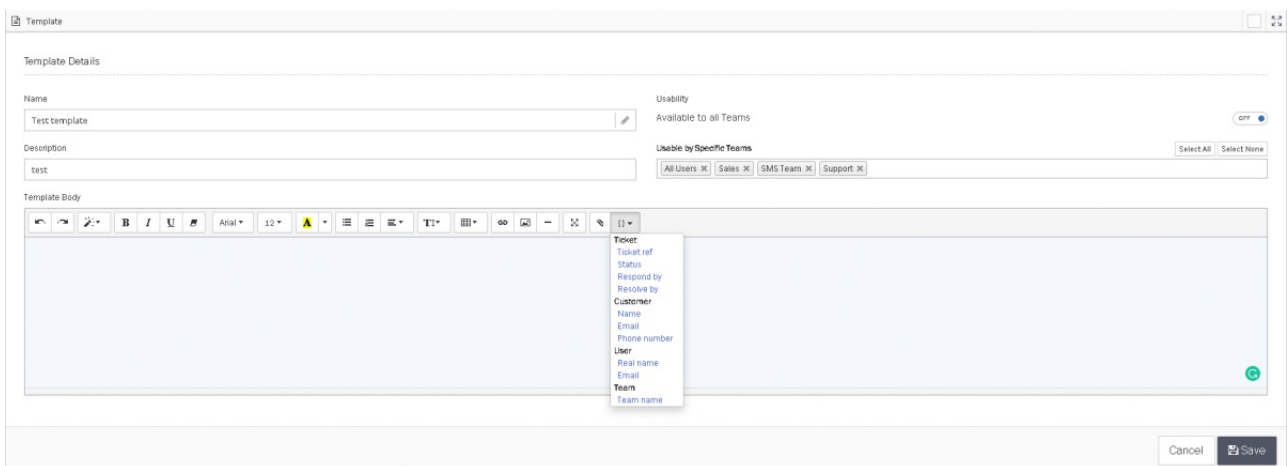 Template
Template Details
Name
Test template
Description
test
Usability
Available to all Teams
OFF
Usable by Specific Teams
Select All Select None
All Users × Sales × SMS Team × Support ×
Template Body
B I U Arial 12 A T {}
Ticket
Ticket ref
Status
Respond by
Resolve by
Customer
Name
Email
Phone number
User
Real name
Email
Team
Team name
Cancel Save